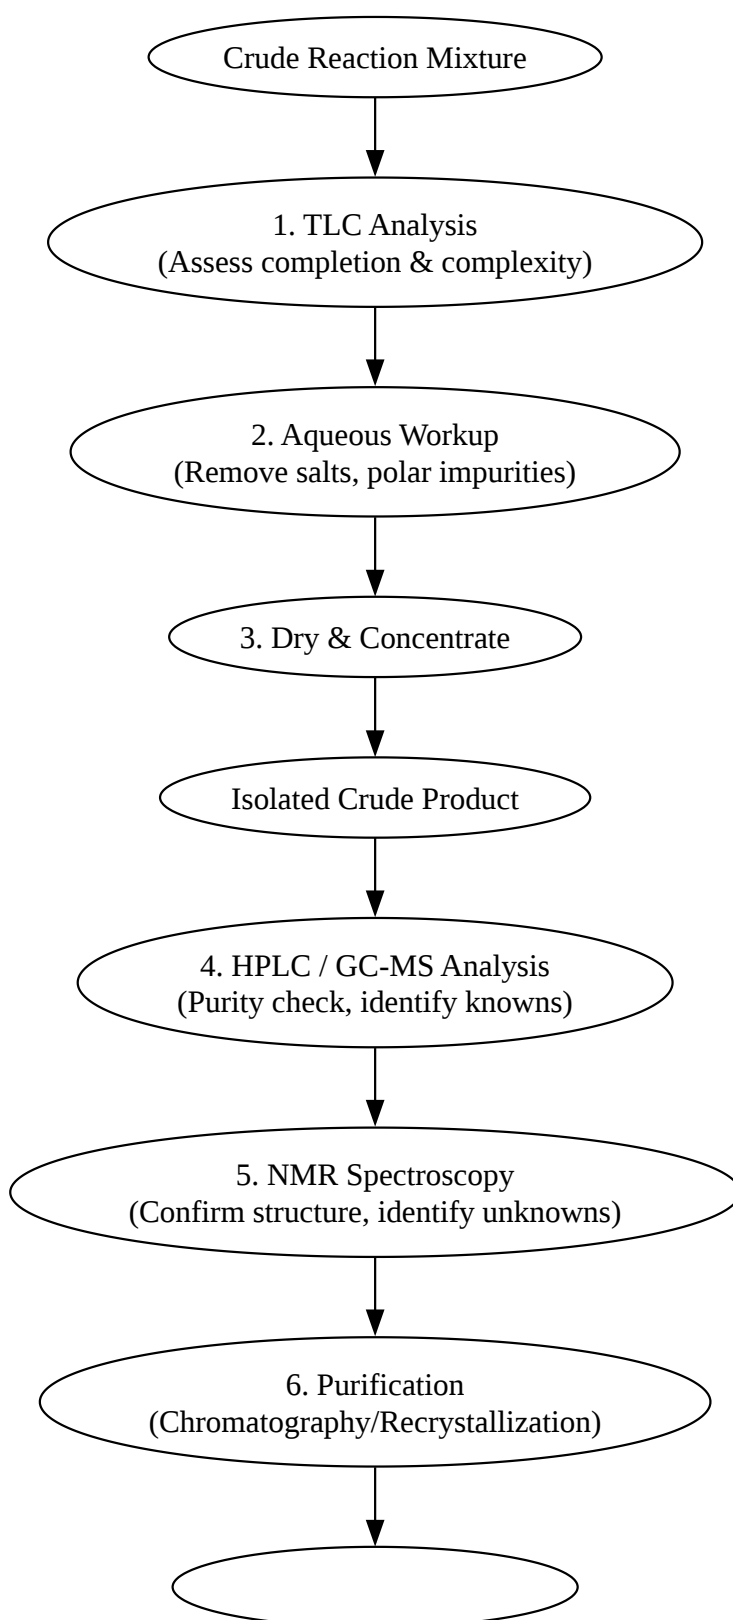 Crude Reaction Mixture
1. TLC Analysis
(Assess completion & complexity)
2. Aqueous Workup
(Remove salts, polar impurities)
3. Dry & Concentrate
Isolated Crude Product
4. HPLC / GC-MS Analysis
(Purity check, identify knowns)
5. NMR Spectroscopy
(Confirm structure, identify unknowns)
6. Purification
(Chromatography/Recrystallization)